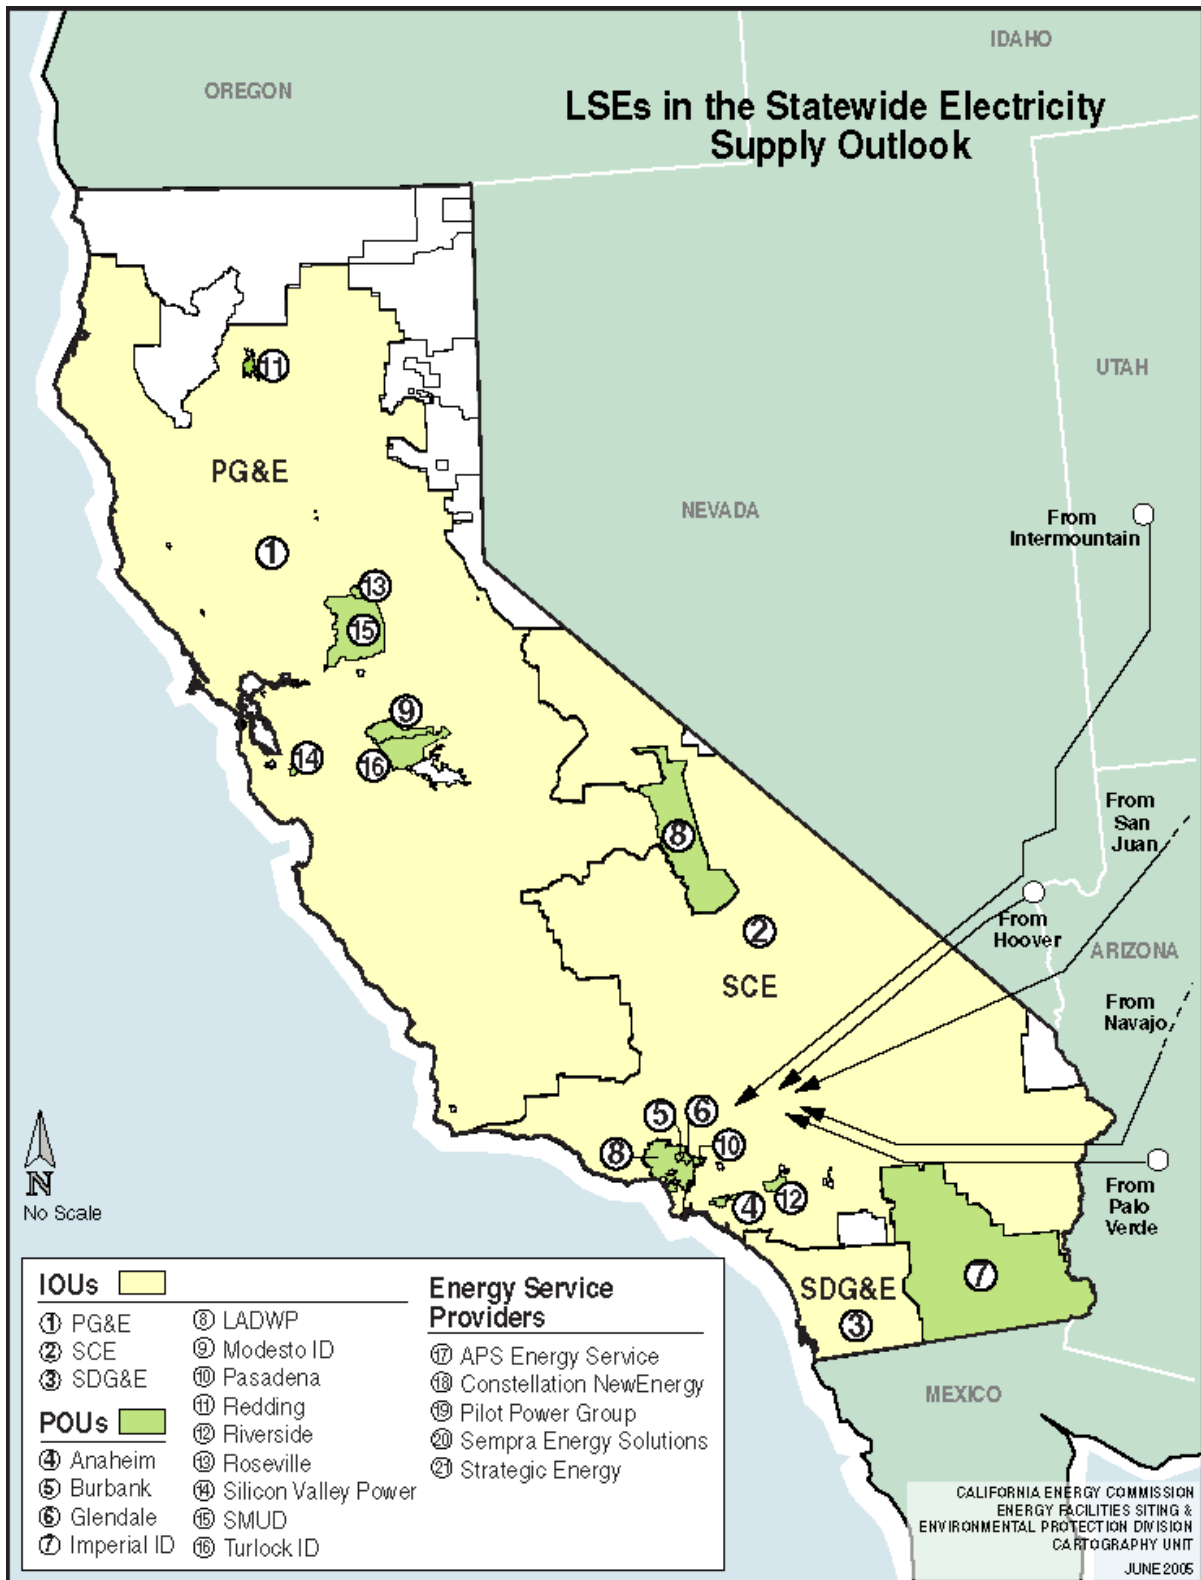 IDAHO
OREGON
LSEs in the Statewide Electricity
Supply Outlook
UTAH
11
PG&E
NEVADA
From
Intermountain
1
13
15
9
14
16
From
San
Juan
8
From
Hoover
2
ARIZONA
SCE
From
Navajo
5
6
10
8
N
No Scale
4
12
From
Palo
Verde
7
SDG&E
3
MEXICO
IOUs
① PG&E
② SCE
③ SDG&E
POUs
④ Anaheim
⑤ Burbank
⑥ Glendale
⑦ Imperial ID
⑧ LADWP
⑨ Modesto ID
⑩ Pasadena
⑪ Redding
⑫ Riverside
⑬ Roseville
⑭ Silicon Valley Power
⑮ SMUD
⑯ Turlock ID
Energy Service
Providers
⑰ APS Energy Service
⑱ Constellation NewEnergy
⑲ Pilot Power Group
⑳ Sempra Energy Solutions
㉑ Strategic Energy
CALIFORNIA ENERGY COMMISSION
ENERGY FACILITIES SITING &
ENVIRONMENTAL PROTECTION DIVISION
CARTOGRAPHY UNIT
JUNE 2005